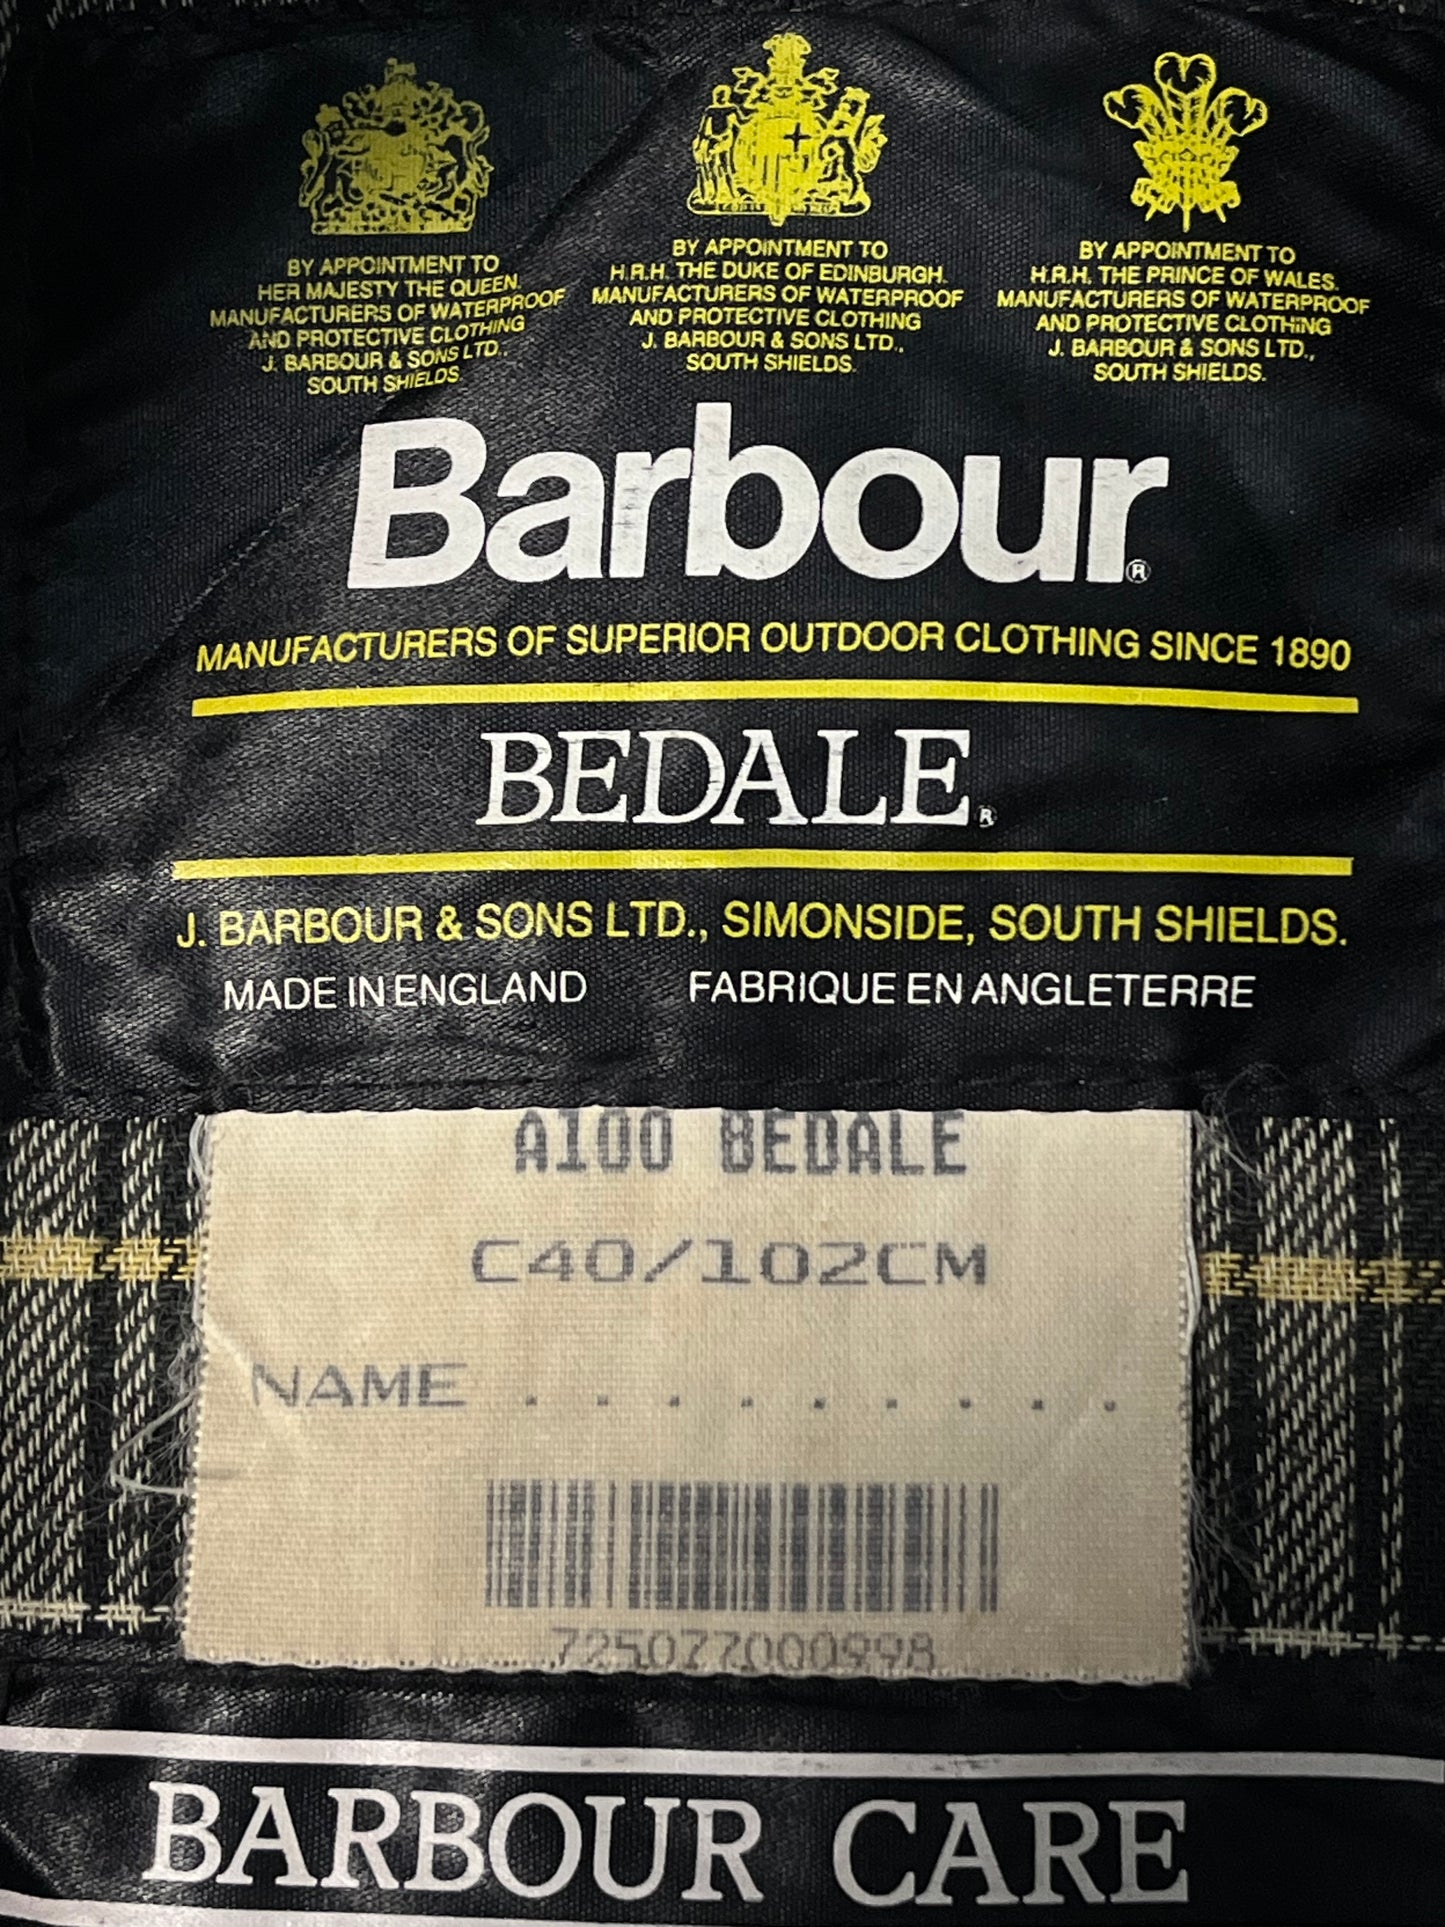 BY APPOINTMENT TO
HER MAJESTY THE QUEEN.
MANUFACTURERS OF WATERPROOF
AND PROTECTIVE CLOTHING
J. BARBOUR & SONS LTD.,
SOUTH SHIELDS.
BY APPOINTMENT TO
H.R.H. THE DUKE OF EDINBURGH.
MANUFACTURERS OF WATERPROOF
AND PROTECTIVE CLOTHING
J. BARBOUR & SONS LTD.,
SOUTH SHIELDS.
BY APPOINTMENT TO
H.R.H. THE PRINCE OF WALES.
MANUFACTURERS OF WATERPROOF
AND PROTECTIVE CLOTHING
J. BARBOUR & SONS LTD.,
SOUTH SHIELDS.
Barbour®
MANUFACTURERS OF SUPERIOR OUTDOOR CLOTHING SINCE 1890
BEDALE®
J. BARBOUR & SONS LTD., SIMONSIDE, SOUTH SHIELDS.
MADE IN ENGLAND FABRIQUE EN ANGLETERRE
A100 BEDALE
C40/102CM
NAME . . . . . . . . .
725077000998
BARBOUR CARE